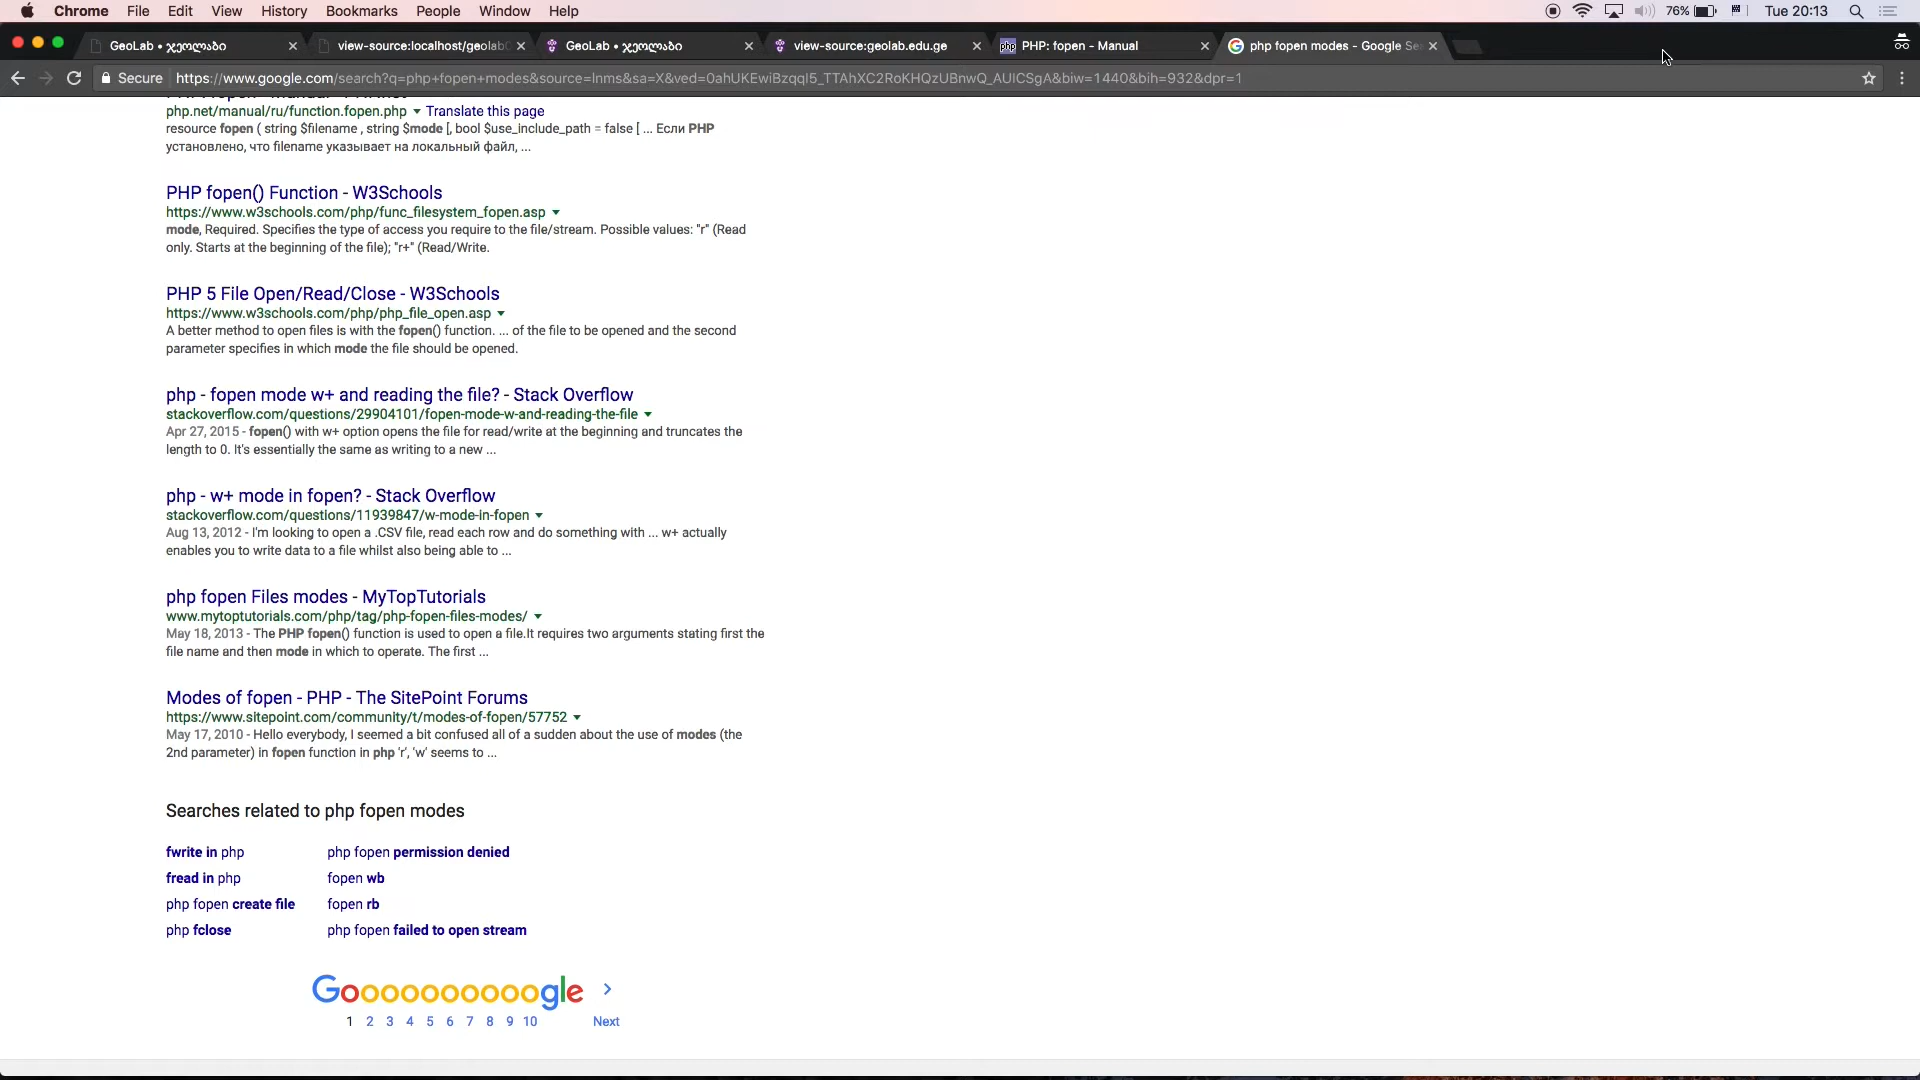 Chrome File Edit View History Bookmarks People Window Help 76% Tue 20:13
GeoLab • ჯეოლაბი view-source:localhost/geolab GeoLab • ჯეოლაბი view-source:geolab.edu.ge php PHP: fopen - Manual php fopen modes - Google Se
Secure https://www.google.com/search?q=php+fopen+modes&source=lnms&sa=X&ved=0ahUKEwiBzqqI5_TTAhXC2RoKHQzUBnwQ_AUICSgA&biw=1440&bih=932&dpr=1
php.net/manual/ru/function.fopen.php Translate this page
resource fopen ( string $filename , string $mode [, bool $use_include_path = false [ ... Если PHP
установлено, что filename указывает на локальный файл, ...
PHP fopen() Function - W3Schools
https://www.w3schools.com/php/func_filesystem_fopen.asp
mode, Required. Specifies the type of access you require to the file/stream. Possible values: "r" (Read
only. Starts at the beginning of the file); "r+" (Read/Write.
PHP 5 File Open/Read/Close - W3Schools
https://www.w3schools.com/php/php_file_open.asp
A better method to open files is with the fopen() function. ... of the file to be opened and the second
parameter specifies in which mode the file should be opened.
php - fopen mode w+ and reading the file? - Stack Overflow
stackoverflow.com/questions/29904101/fopen-mode-w-and-reading-the-file
Apr 27, 2015 - fopen() with w+ option opens the file for read/write at the beginning and truncates the
length to 0. It's essentially the same as writing to a new ...
php - w+ mode in fopen? - Stack Overflow
stackoverflow.com/questions/11939847/w-mode-in-fopen
Aug 13, 2012 - I'm looking to open a .CSV file, read each row and do something with ... w+ actually
enables you to write data to a file whilst also being able to ...
php fopen Files modes - MyTopTutorials
www.mytoptutorials.com/php/tag/php-fopen-files-modes/
May 18, 2013 - The PHP fopen() function is used to open a file.It requires two arguments stating first the
file name and then mode in which to operate. The first ...
Modes of fopen - PHP - The SitePoint Forums
https://www.sitepoint.com/community/t/modes-of-fopen/57752
May 17, 2010 - Hello everybody, I seemed a bit confused all of a sudden about the use of modes (the
2nd parameter) in fopen function in php 'r', 'w' seems to ...
Searches related to php fopen modes
fwrite in php php fopen permission denied
fread in php fopen wb
php fopen create file fopen rb
php fclose php fopen failed to open stream
Goooooooooogle
1 2 3 4 5 6 7 8 9 10 Next